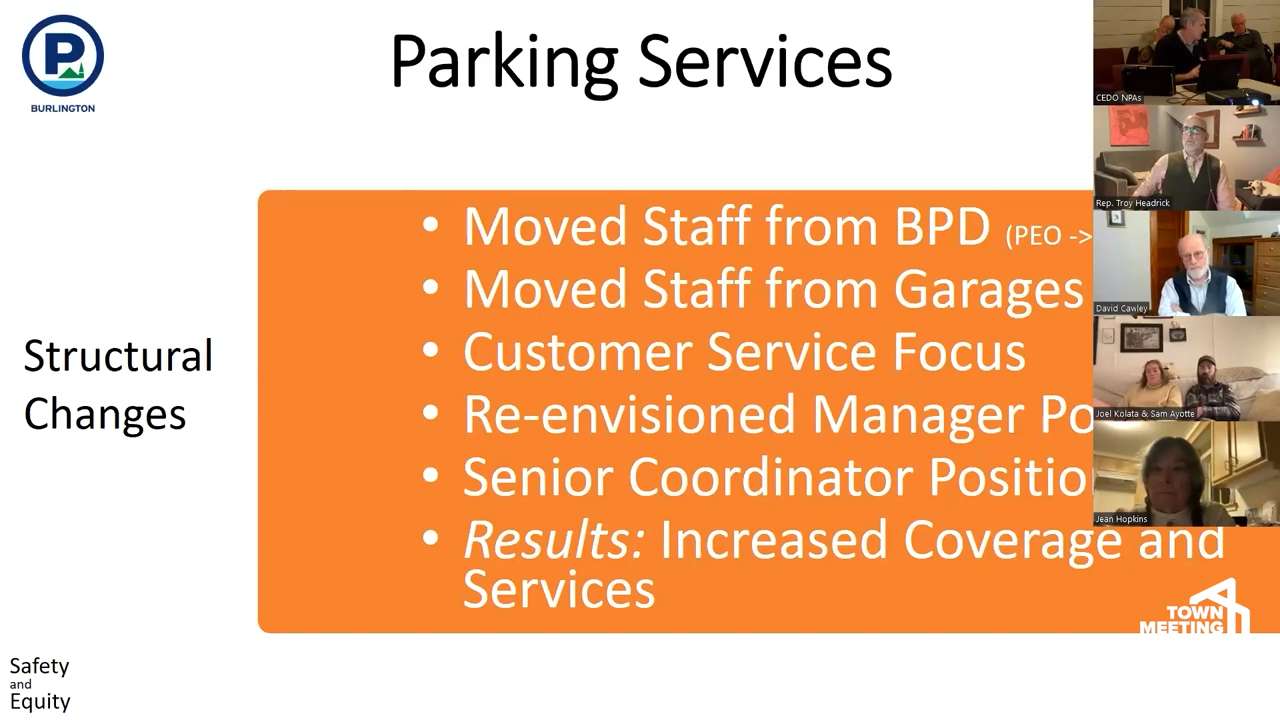 P
BURLINGTON
Parking Services
Structural
Changes
• Moved Staff from BPD (PEO ->
• Moved Staff from Garages
• Customer Service Focus
• Re-envisioned Manager Po
• Senior Coordinator Positio
• Results: Increased Coverage and
Services
Safety
and
Equity
CEDO NPAs
Rep. Troy Headrick
David Cawley
Joel Kolata & Sam Ayotte
Jean Hopkins
TOWN
MEETING